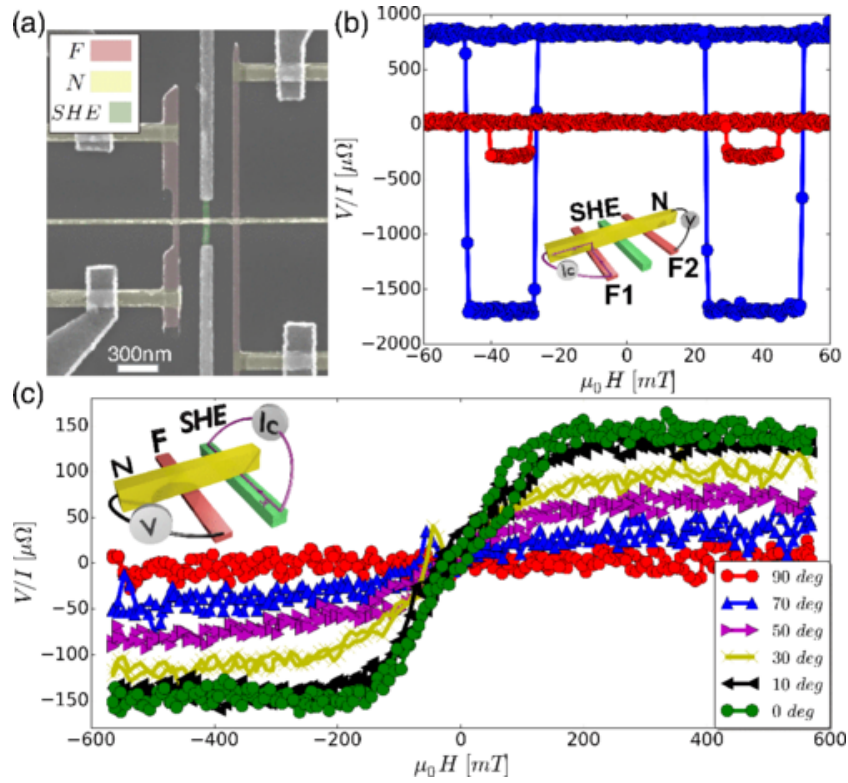 (a)
F
N
SHE
300nm
(b)
1000
500
0
−500
−1000
−1500
−2000
V/I [μΩ]
SHE
N
V
Ic
F1
F2
−60 −40 −20 0 20 40 60
μ₀H [mT]
(c)
150
100
50
0
−50
−100
−150
V/I [μΩ]
N
F
SHE
Ic
V
90 deg
70 deg
50 deg
30 deg
10 deg
0 deg
−600 −400 −200 0 200 400 600
μ₀H [mT]